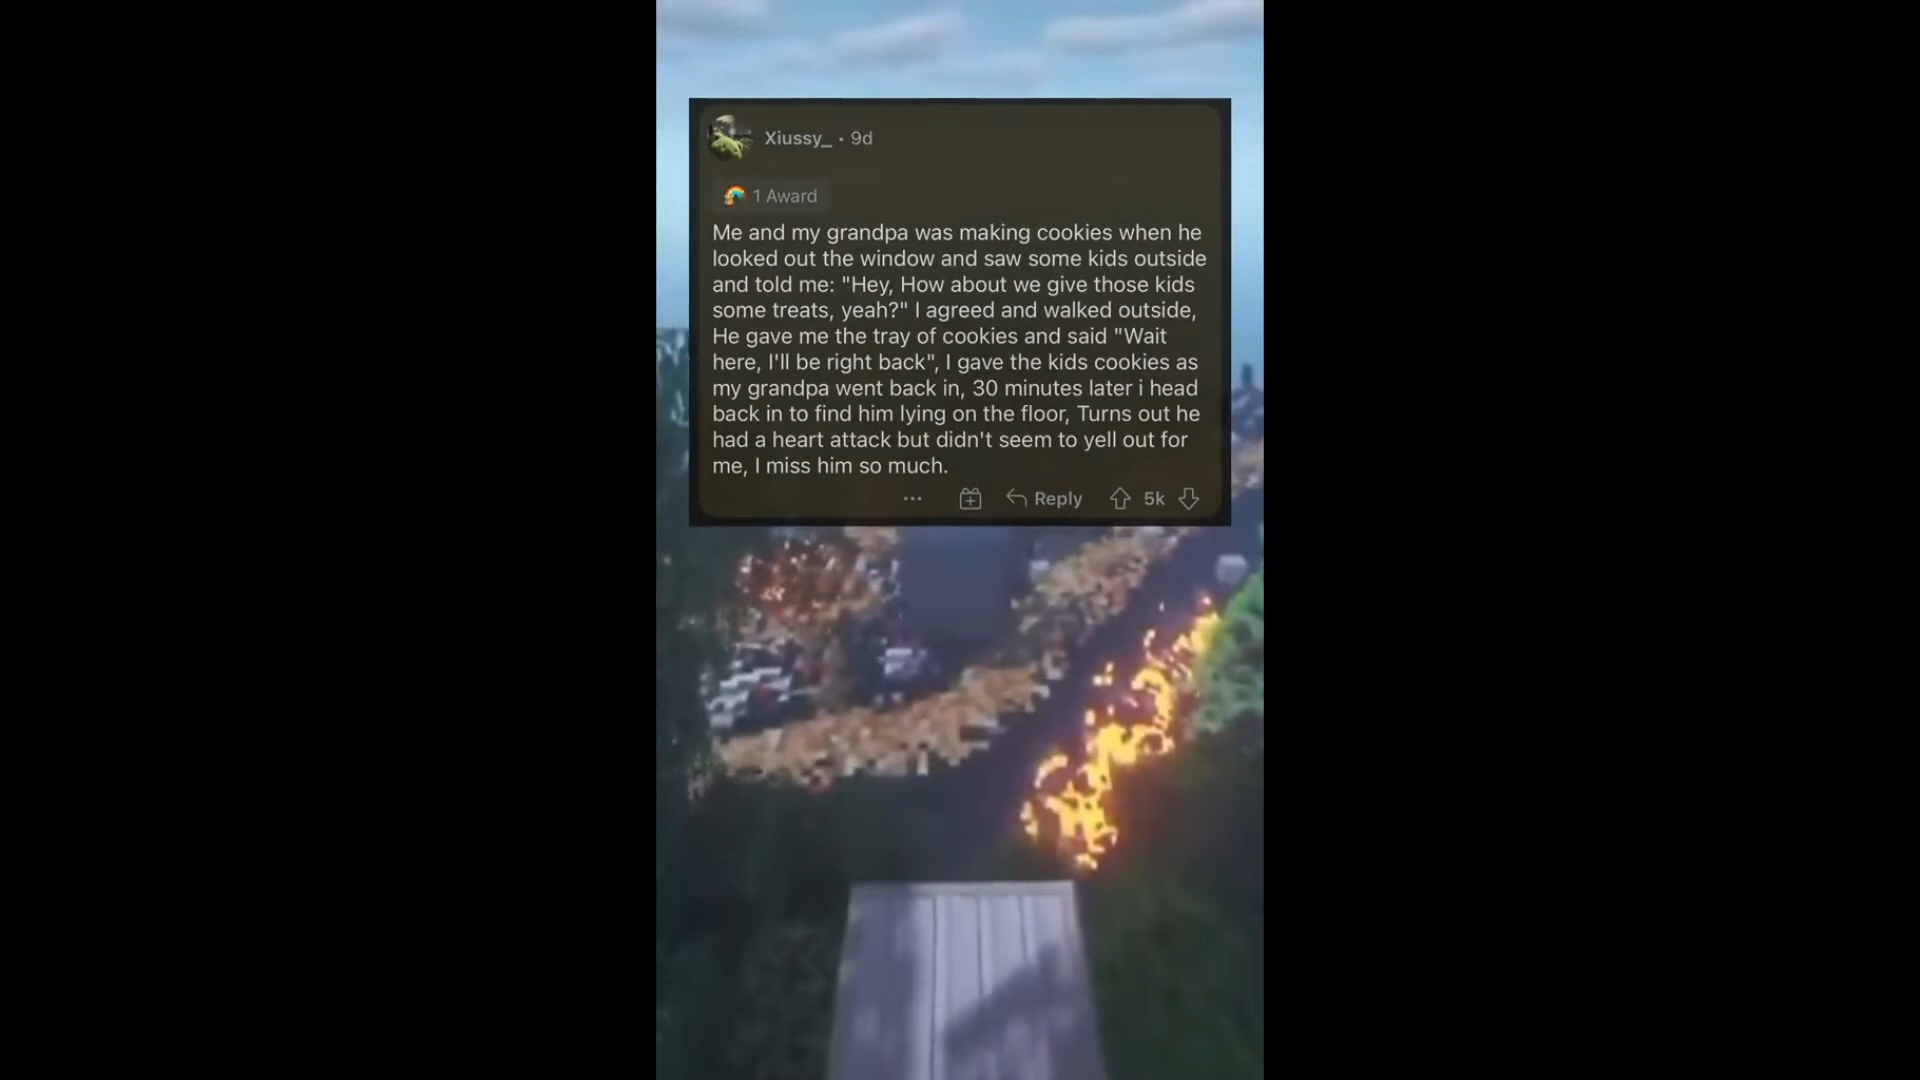 Xiussy_ · 9d
1 Award
Me and my grandpa was making cookies when he
looked out the window and saw some kids outside
and told me: "Hey, How about we give those kids
some treats, yeah?" I agreed and walked outside,
He gave me the tray of cookies and said "Wait
here, I'll be right back", I gave the kids cookies as
my grandpa went back in, 30 minutes later i head
back in to find him lying on the floor, Turns out he
had a heart attack but didn't seem to yell out for
me, I miss him so much.
... Reply 5k